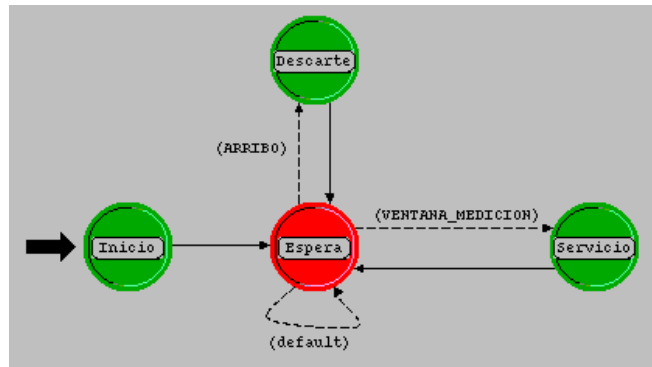 Descarte
(ARRIBO)
(VENTANA_MEDICION)
Inicio
Espera
Servicio
(default)